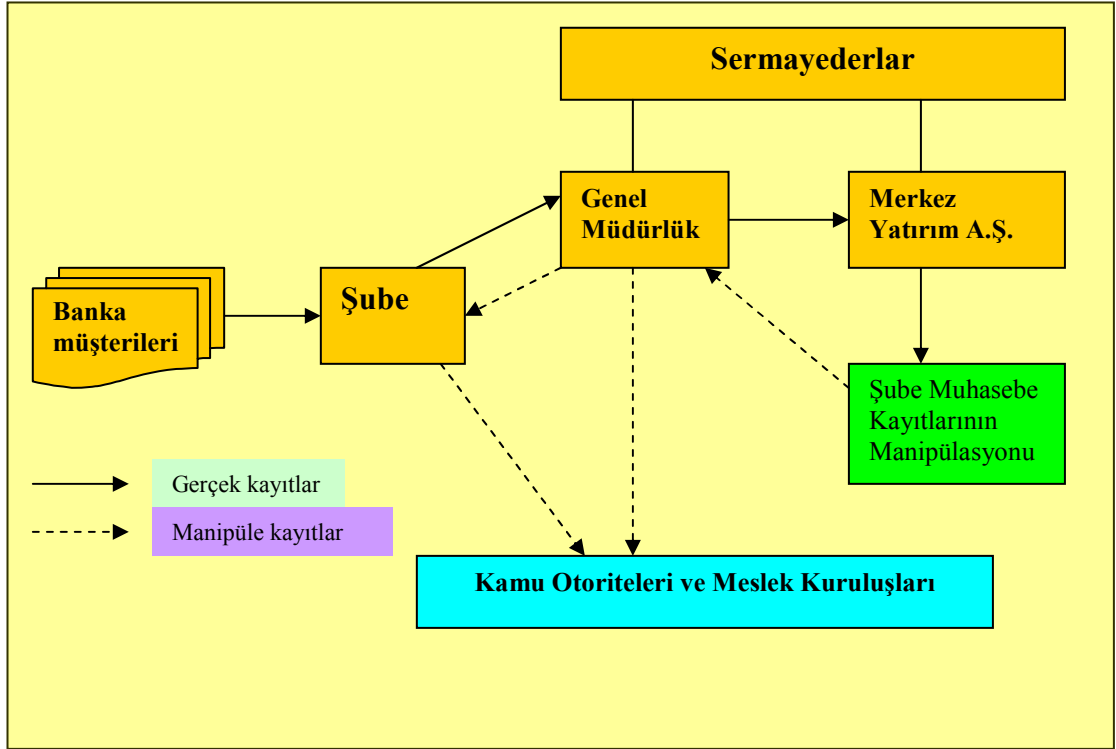 Sermayederlar
Genel
Müdürlük
Merkez
Yatırım A.Ş.
Banka
müşterileri
Şube
Şube Muhasebe
Kayıtlarının
Manipülasyonu
Gerçek kayıtlar
Manipüle kayıtlar
Kamu Otoriteleri ve Meslek Kuruluşları